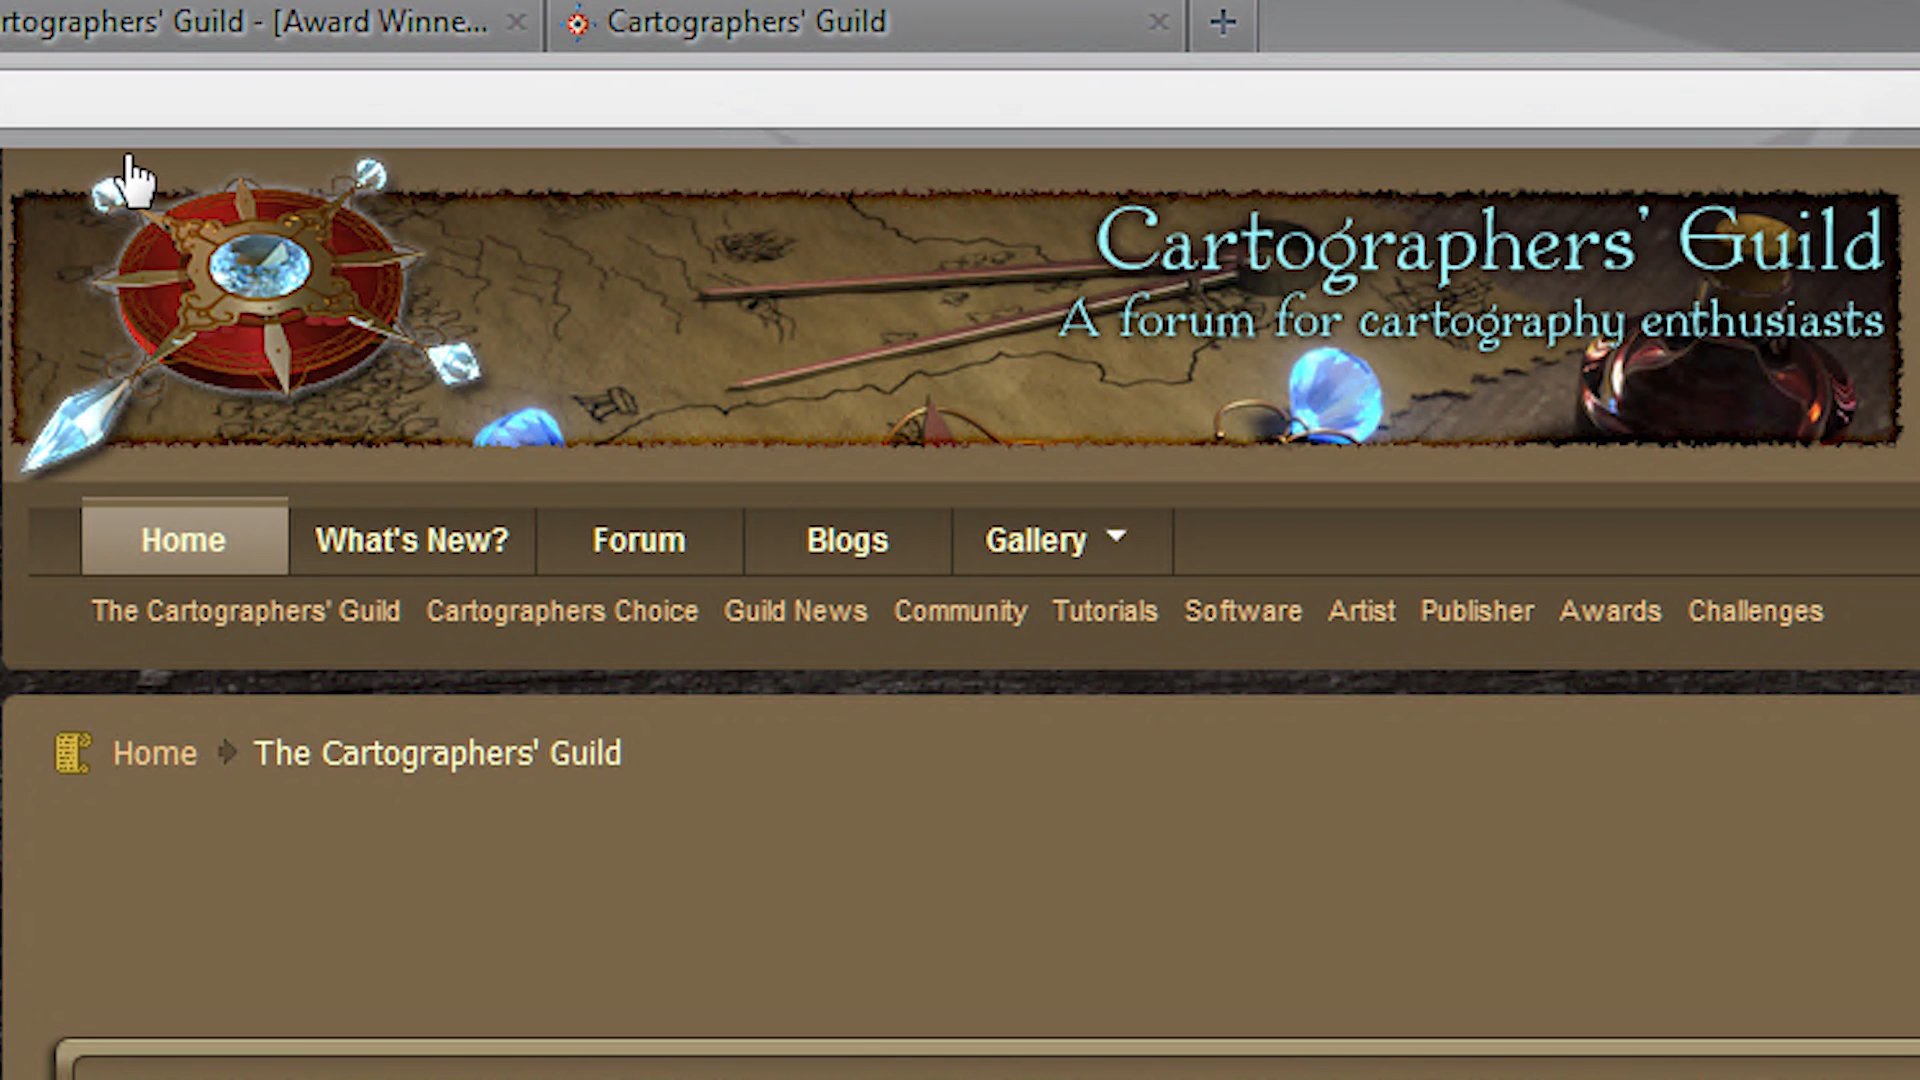 rtographers' Guild - [Award Winne...
Cartographers' Guild
Cartographers' Guild
A forum for cartography enthusiasts
Home What's New? Forum Blogs Gallery
The Cartographers' Guild Cartographers Choice Guild News Community Tutorials Software Artist Publisher Awards Challenges
Home The Cartographers' Guild